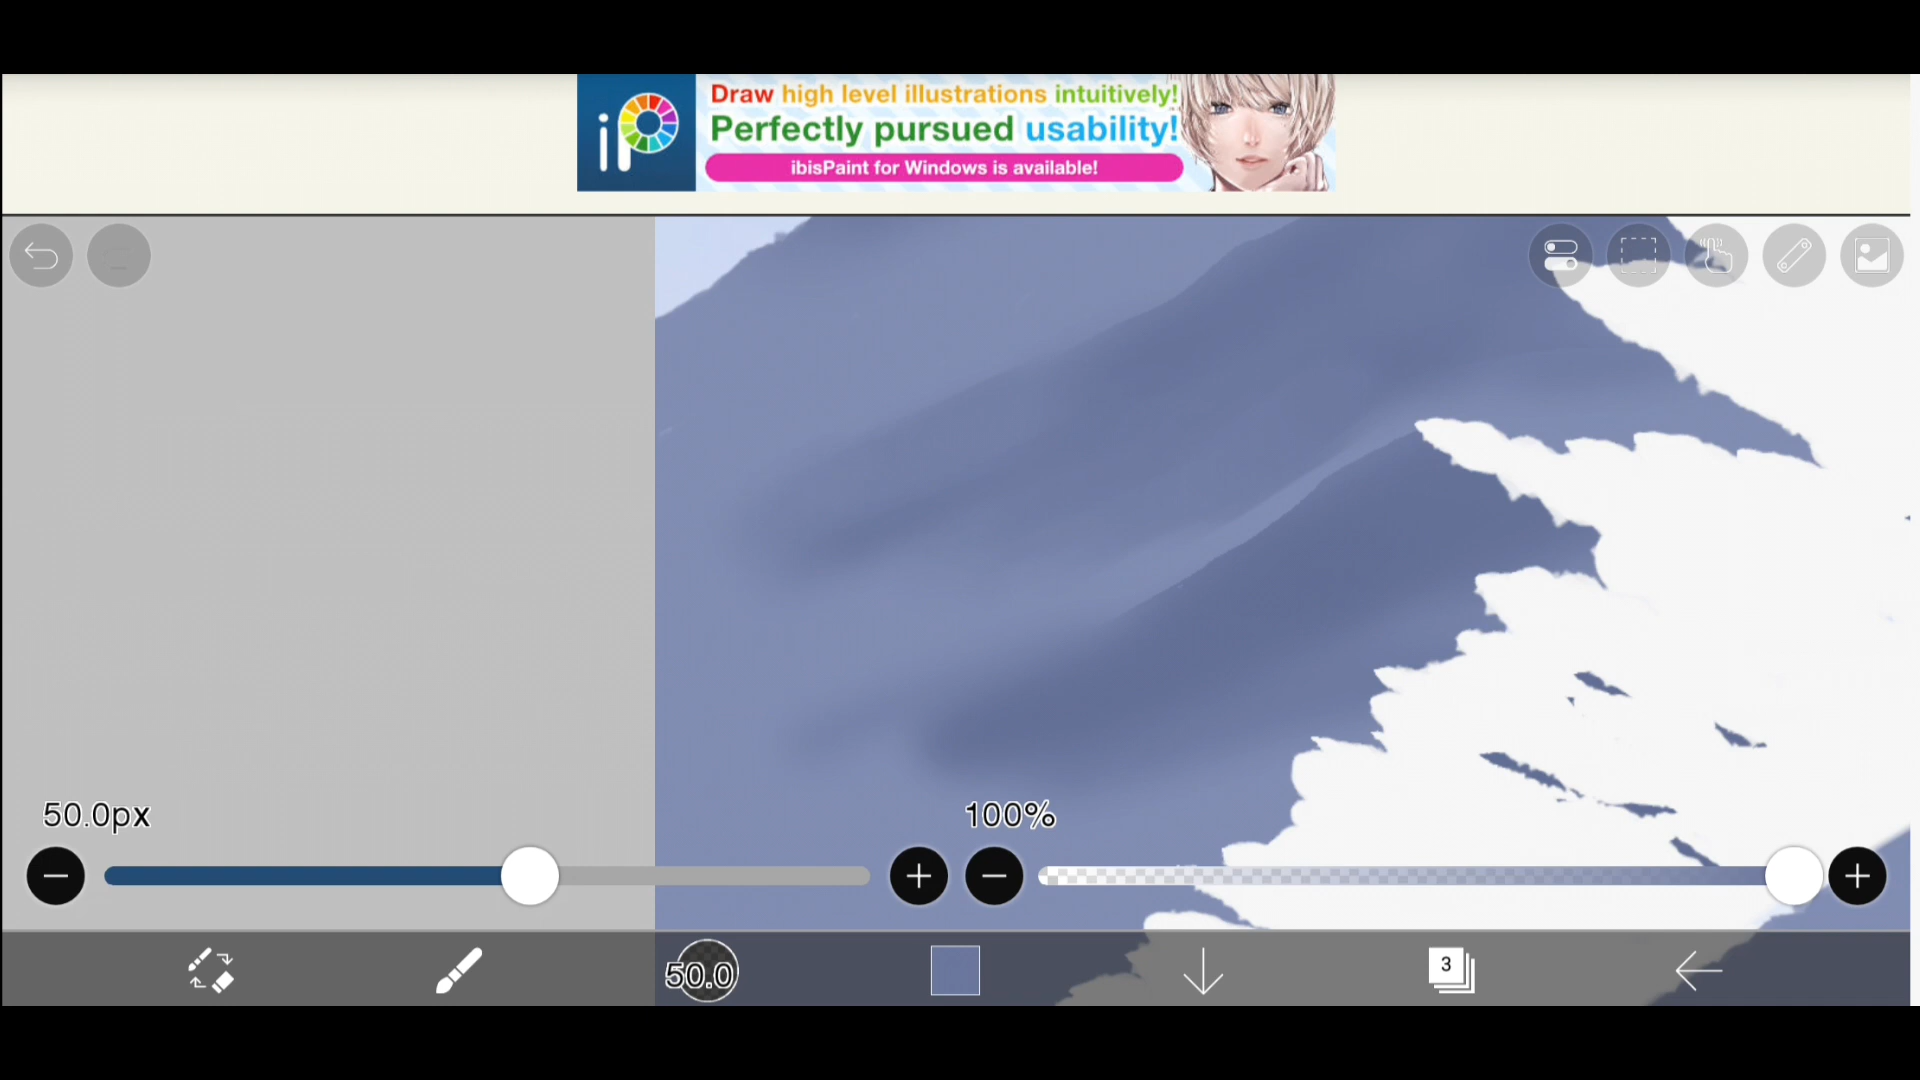 iP
Draw high level illustrations intuitively!
Perfectly pursued usability!
ibisPaint for Windows is available!
50.0px
100%
50.0
3